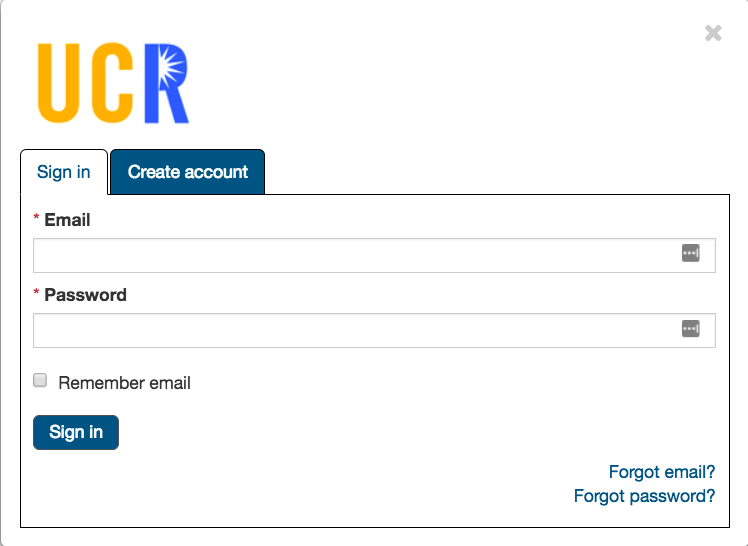 UCR
Sign in
Create account
* Email
* Password
Remember email
Sign in
Forgot email?
Forgot password?